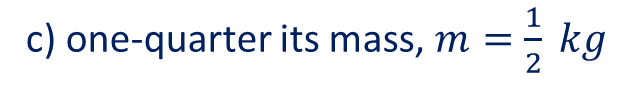 c) one-quarter its mass, m = 1/2 kg